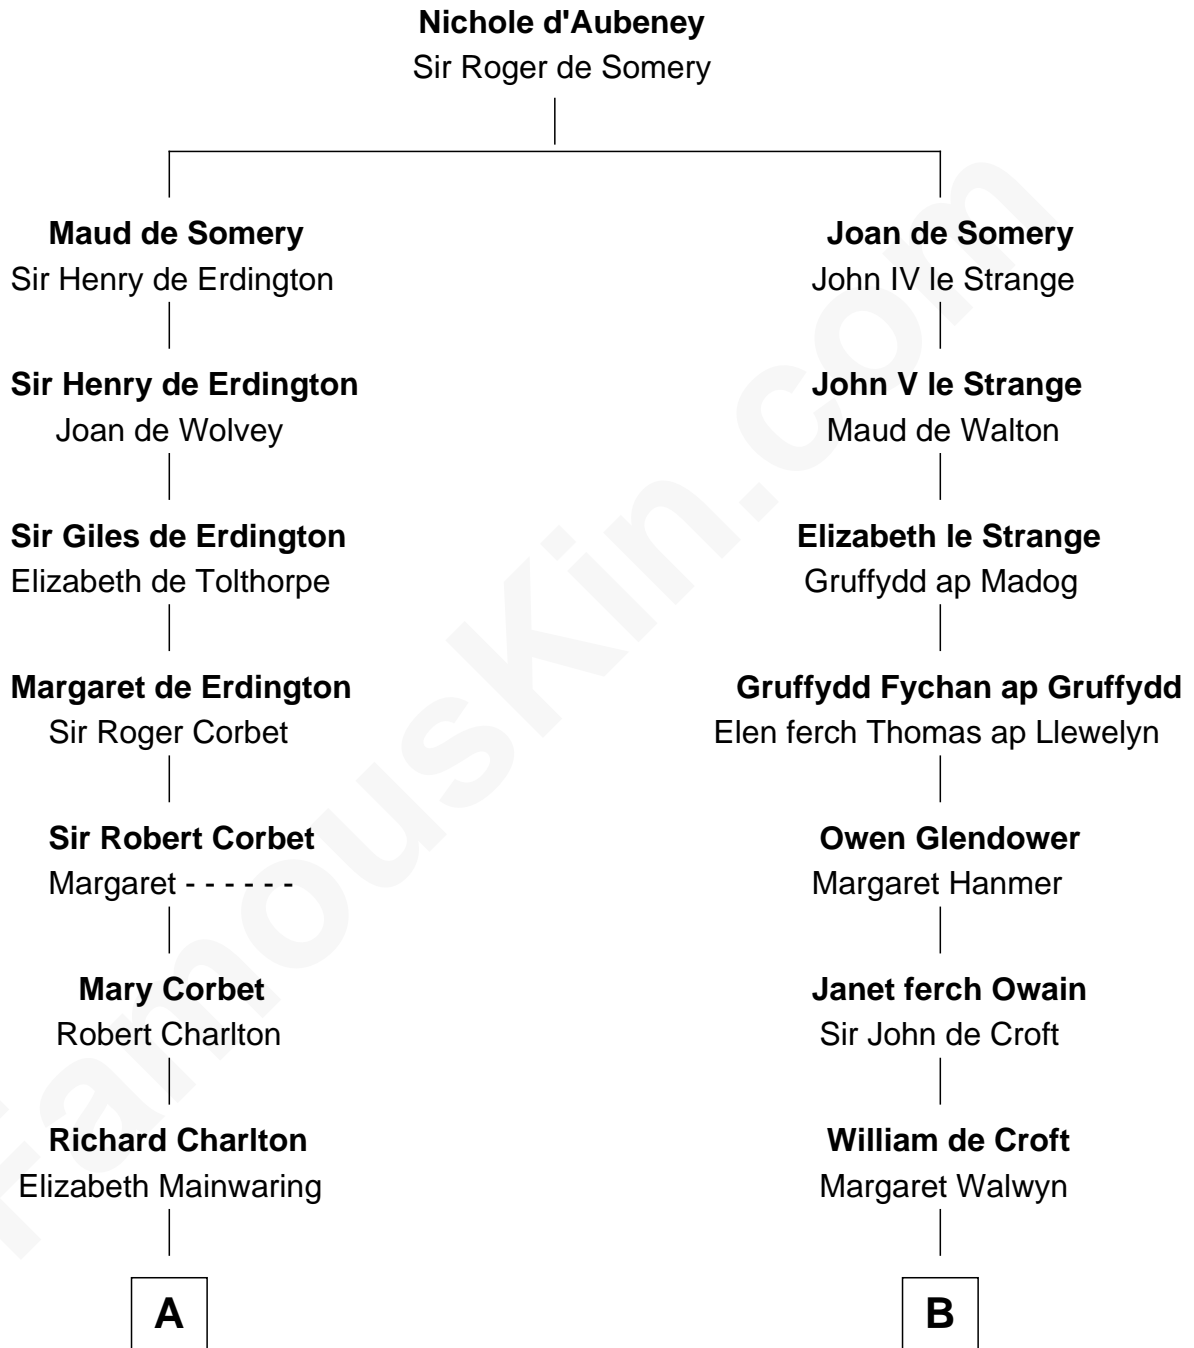 Nichole d'Aubeney
Sir Roger de Somery
Maud de Somery
Sir Henry de Erdington
Sir Henry de Erdington
Joan de Wolvey
Sir Giles de Erdington
Elizabeth de Tolthorpe
Margaret de Erdington
Sir Roger Corbet
Sir Robert Corbet
Margaret - - - - - -
Mary Corbet
Robert Charlton
Richard Charlton
Elizabeth Mainwaring
A
Joan de Somery
John IV le Strange
John V le Strange
Maud de Walton
Elizabeth le Strange
Gruffydd ap Madog
Gruffydd Fychan ap Gruffydd
Elen ferch Thomas ap Llewelyn
Owen Glendower
Margaret Hanmer
Janet ferch Owain
Sir John de Croft
William de Croft
Margaret Walwyn
B
FamousKin.com